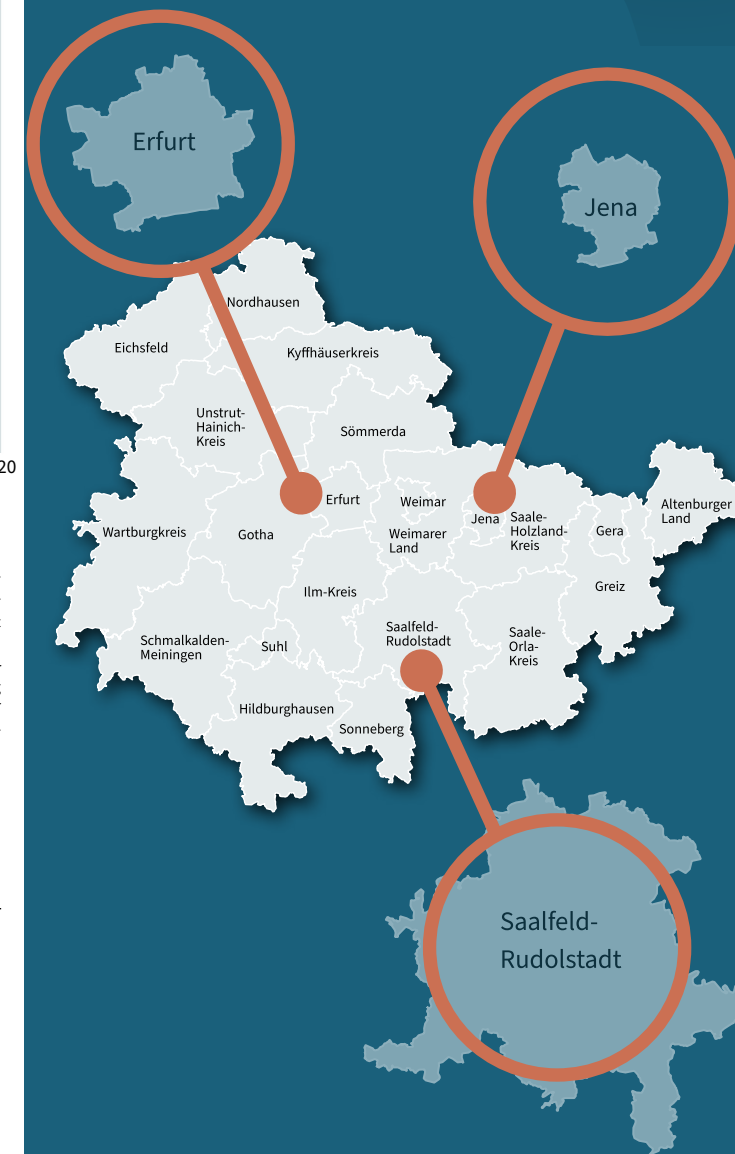 Erfurt
Jena
Nordhausen
Eichsfeld
Kyffhäuserkreis
Unstrut-
Hainich-
Kreis
Sömmerda
20
Erfurt
Weimar
Altenburger
Land
Wartburgkreis
Gotha
Weimarer
Land
Jena
Saale-
Holzland-
Kreis
Gera
Ilm-Kreis
Greiz
Schmalkalden-
Meiningen
Suhl
Saalfeld-
Rudolstadt
Saale-
Orla-
Kreis
Hildburghausen
Sonneberg
Saalfeld-
Rudolstadt